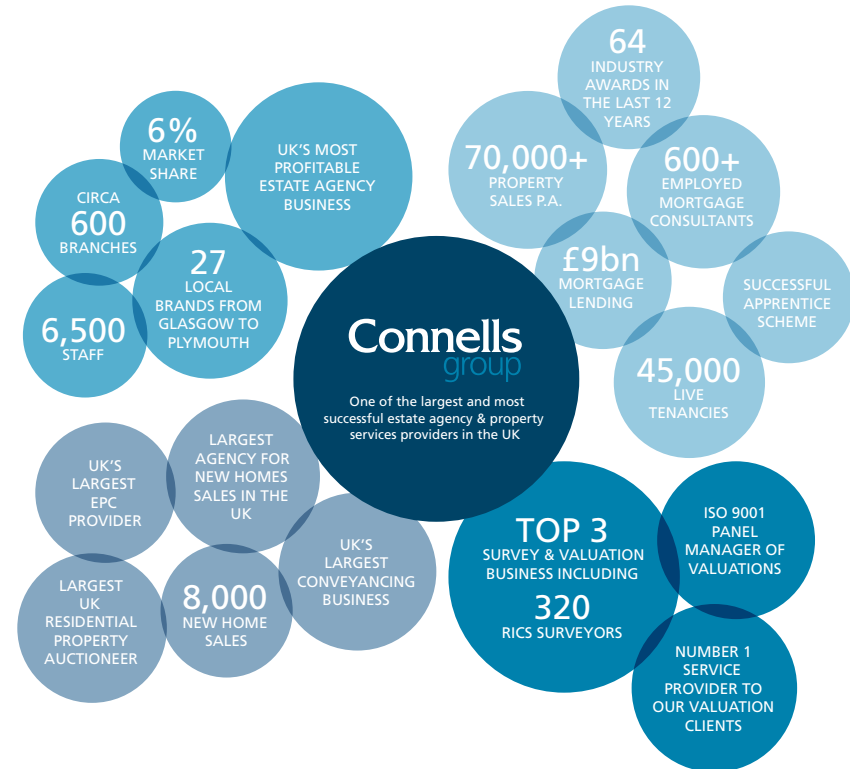 6%
MARKET
SHARE
UK'S MOST
PROFITABLE
ESTATE AGENCY
BUSINESS
CIRCA
600
BRANCHES
27
LOCAL
BRANDS FROM
GLASGOW TO
PLYMOUTH
6,500
STAFF
64
INDUSTRY
AWARDS IN
THE LAST 12
YEARS
70,000+
PROPERTY
SALES P.A.
600+
EMPLOYED
MORTGAGE
CONSULTANTS
£9bn
MORTGAGE
LENDING
SUCCESSFUL
APPRENTICE
SCHEME
45,000
LIVE
TENANCIES
Connells
group
One of the largest and most
successful estate agency & property
services providers in the UK
UK'S
LARGEST
EPC
PROVIDER
LARGEST
AGENCY FOR
NEW HOMES
SALES IN THE
UK
UK'S
LARGEST
CONVEYANCING
BUSINESS
LARGEST
UK
RESIDENTIAL
PROPERTY
AUCTIONEER
8,000
NEW HOME
SALES
TOP 3
SURVEY & VALUATION
BUSINESS INCLUDING
320
RICS SURVEYORS
ISO 9001
PANEL
MANAGER OF
VALUATIONS
NUMBER 1
SERVICE
PROVIDER TO
OUR VALUATION
CLIENTS